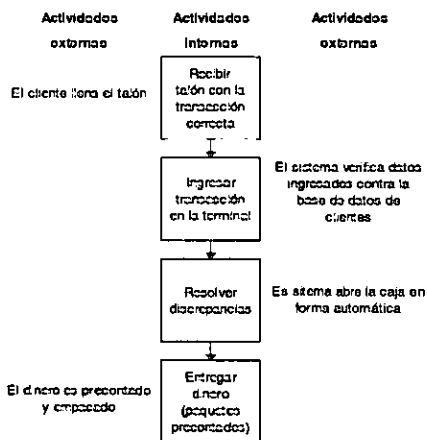 Actividades
externas
Actividades
internas
Actividades
externas
El cliente llena el talón
Recibir
talón con la
transacción
correcta
Ingresar
transacción
en la terminal
El sistema verifica datos
ingresados contra la
base de datos de
clientes
Resolver
discrepancias
Es sitema abre la caja en
forma automática
El dinero es precontado
y empacado
Entregar
dinero
(paquetes
precontados)